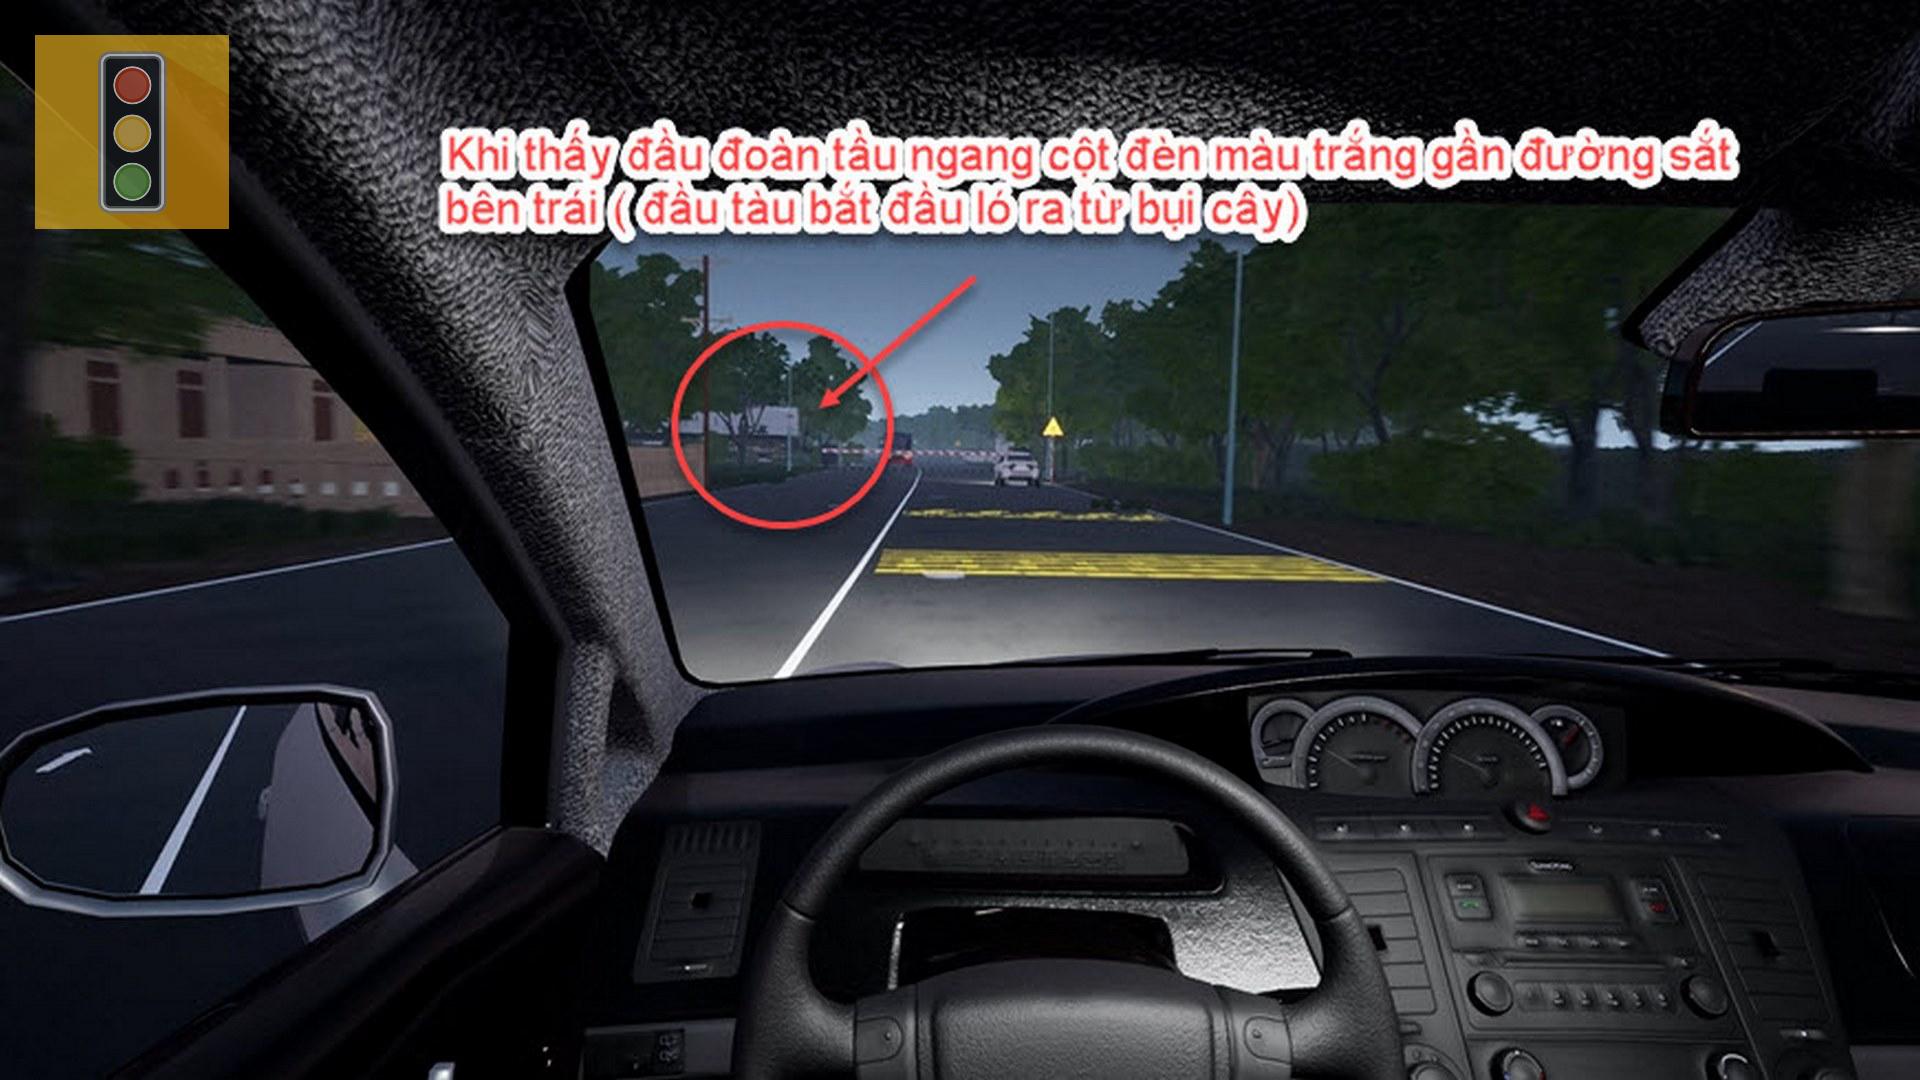 Khi thấy đầu đoàn tầu ngang cột đèn màu trắng gần đường sắt
bên trái ( đầu tàu bắt đầu ló ra từ bụi cây)